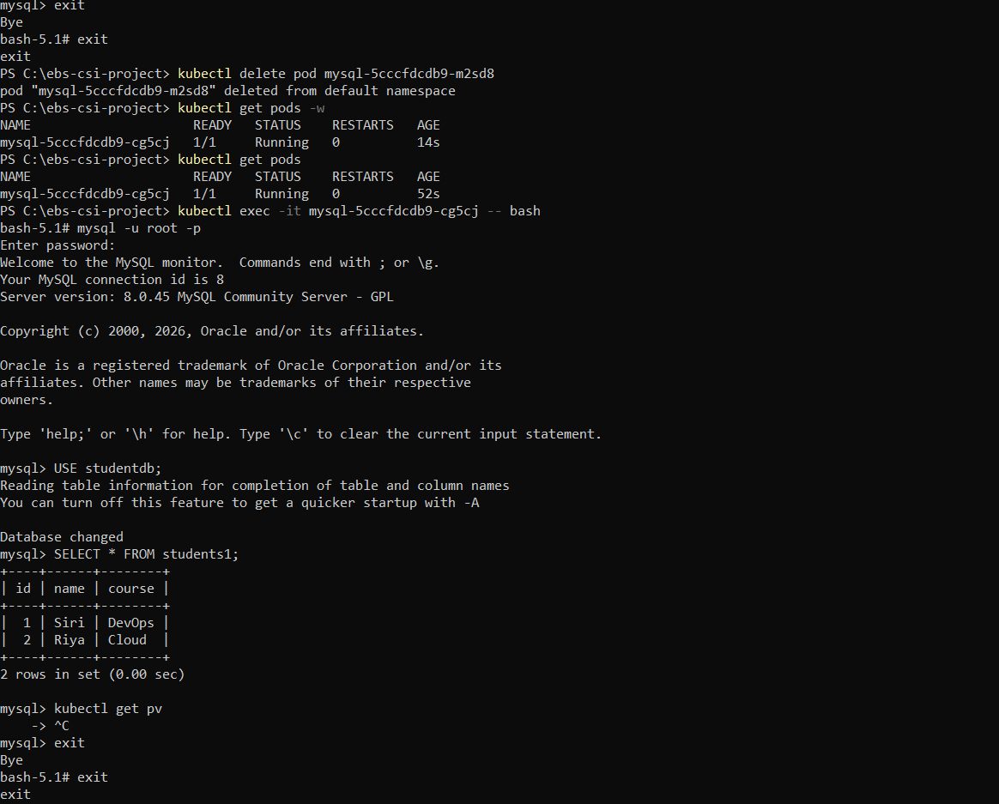 mysql> exit
Bye
bash-5.1# exit
exit
PS C:\ebs-csi-project> kubectl delete pod mysql-5cccfdcdb9-m2sd8
pod "mysql-5cccfdcdb9-m2sd8" deleted from default namespace
PS C:\ebs-csi-project> kubectl get pods -w
NAME                     READY   STATUS    RESTARTS   AGE
mysql-5cccfdcdb9-cg5cj   1/1     Running   0          14s
PS C:\ebs-csi-project> kubectl get pods
NAME                     READY   STATUS    RESTARTS   AGE
mysql-5cccfdcdb9-cg5cj   1/1     Running   0          52s
PS C:\ebs-csi-project> kubectl exec -it mysql-5cccfdcdb9-cg5cj -- bash
bash-5.1# mysql -u root -p
Enter password:
Welcome to the MySQL monitor.  Commands end with ; or \g.
Your MySQL connection id is 8
Server version: 8.0.45 MySQL Community Server - GPL

Copyright (c) 2000, 2026, Oracle and/or its affiliates.

Oracle is a registered trademark of Oracle Corporation and/or its
affiliates. Other names may be trademarks of their respective
owners.

Type 'help;' or '\h' for help. Type '\c' to clear the current input statement.

mysql> USE studentdb;
Reading table information for completion of table and column names
You can turn off this feature to get a quicker startup with -A

Database changed
mysql> SELECT * FROM students1;
+----+------+--------+
| id | name | course |
+----+------+--------+
|  1 | Siri | DevOps |
|  2 | Riya | Cloud  |
+----+------+--------+
2 rows in set (0.00 sec)

mysql> kubectl get pv
    -> ^C
mysql> exit
Bye
bash-5.1# exit
exit